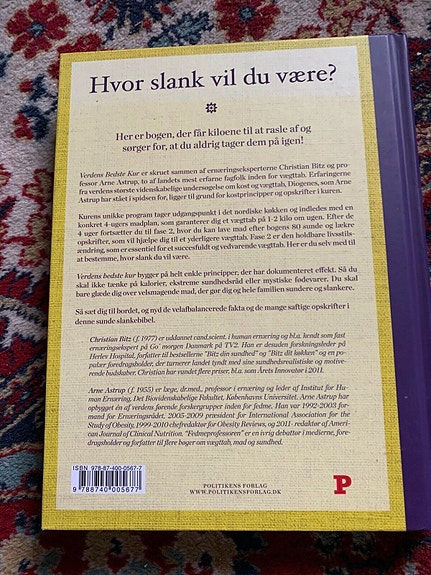 Hvor slank vil du være?
Her er bogen, der får kiloene til at rasle af og
sørger for, at du aldrig tager dem på igen!
Verdens Bedste Kur er skruet sammen af ernæringseksperterne Christian Bitz og pro-
fessor Arne Astrup, to af landets mest erfarne fagfolk inden for vægttab. Erfaringerne
fra verdens største videnskabelige undersøgelse om kost og vægttab, Diogenes, som Arne
Astrup har stået i spidsen for, ligger til grund for kostprincipper og opskrifter i kuren.
Kurens unikke program tager udgangspunkt i det nordiske køkken og indledes med en
konkret 4-ugers madplan, som garanterer dig et vægttab på 1-2 kilo om ugen. Efter de
4 uger fortsætter du til fase 2, hvor du kan lave mad efter bogens 80 sunde og lækre
opskrifter, som vil hjælpe dig til et yderligere vægttab. Fase 2 er den holdbare livsstils-
ændring, som er essentiel for et succesfuldt og vedvarende vægttab. Her er du selv med til
at bestemme, hvor slank du vil være.
Verdens bedste kur bygger på helt enkle principper, der har dokumenteret effekt. Så du
skal ikke tænke på kalorier, ekstreme sundhedsråd eller mystiske fødevarer. Du skal
bare glæde dig over velsmagende mad, der gør dig og hele familien sundere og slankere.
Så sæt dig til bordet, og nyd de velafbalancerede fakta og de mange saftige opskrifter i
denne sunde slankebibel.
Christian Bitz (f. 1977) er uddannet cand.scient. i human ernæring og bl.a. kendt som fast
ernæringsekspert på Go' morgen Danmark på TV2. Han er desuden forskningsleder på
Herlev Hospital, forfatter til bestsellerne "Bitz din sundhed" og "Bitz dit køkken" og en po-
pulær foredragsholder, der turnerer landet tyndt med sine sundhedsrealistiske og motive-
rende budskaber. Christian har rundet flere priser, bl.a. som Årets Innovatør i 2011.
Arne Astrup (f. 1955) er læge, dr.med., professor i ernæring og leder af Institut for Hu-
man Ernæring, Det Biovidenskabelige Fakultet, Københavns Universitet. Arne Astrup har
opbygget én af verdens førende forskergrupper inden for fedme. Han var 1992-2003 for-
mand for Ernæringsrådet, 2005-2009 præsident for International Association for the
Study of Obesity, 1999-2010 chefredaktør for Obesity Reviews, og 2011- redaktør af Ameri-
can Journal of Clinical Nutrition. "Fedmeprofessoren" er en ivrig debattør i medierne, fore-
dragsholder og forfatter til flere bøger om vægttab, mad og sundhed.
ISBN 978-87-400-0567-7
9 788740 005677
POLITIKENS FORLAG
WWW.POLITIKENSFORLAG.DK
P